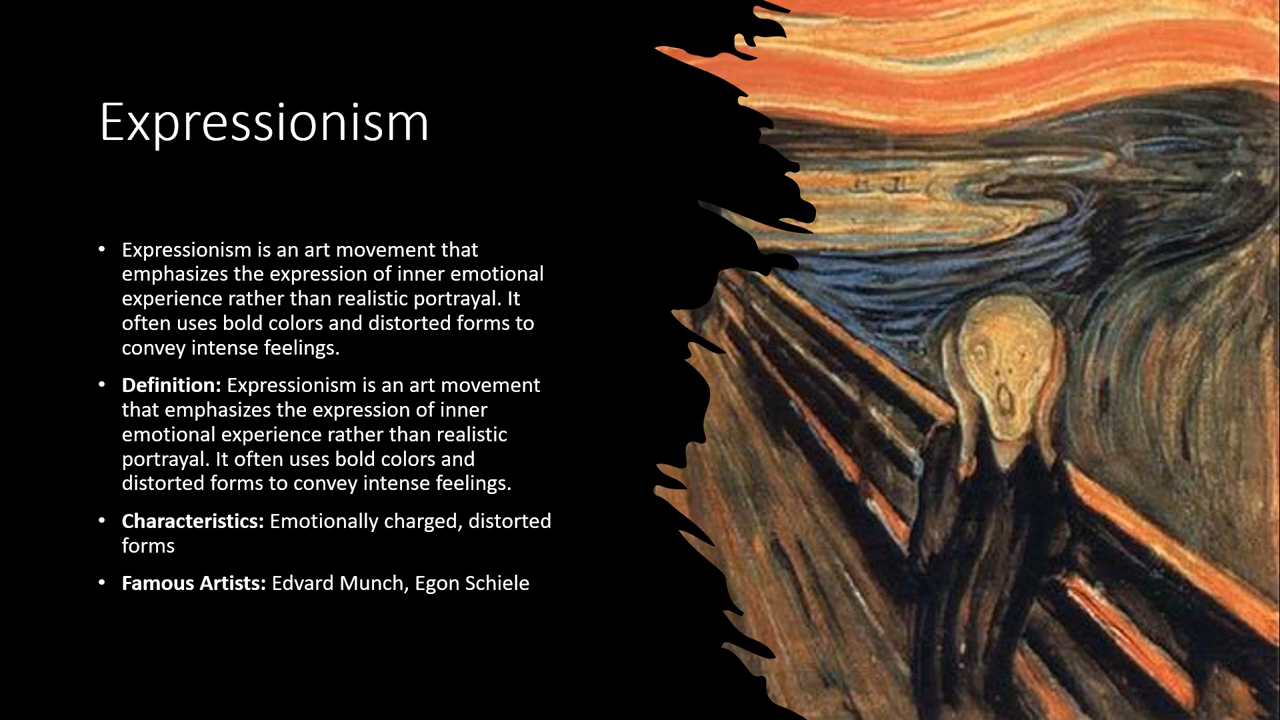 Expressionism
• Expressionism is an art movement that
emphasizes the expression of inner emotional
experience rather than realistic portrayal. It
often uses bold colors and distorted forms to
convey intense feelings.
• Definition: Expressionism is an art movement
that emphasizes the expression of inner
emotional experience rather than realistic
portrayal. It often uses bold colors and
distorted forms to convey intense feelings.
• Characteristics: Emotionally charged, distorted
forms
• Famous Artists: Edvard Munch, Egon Schiele